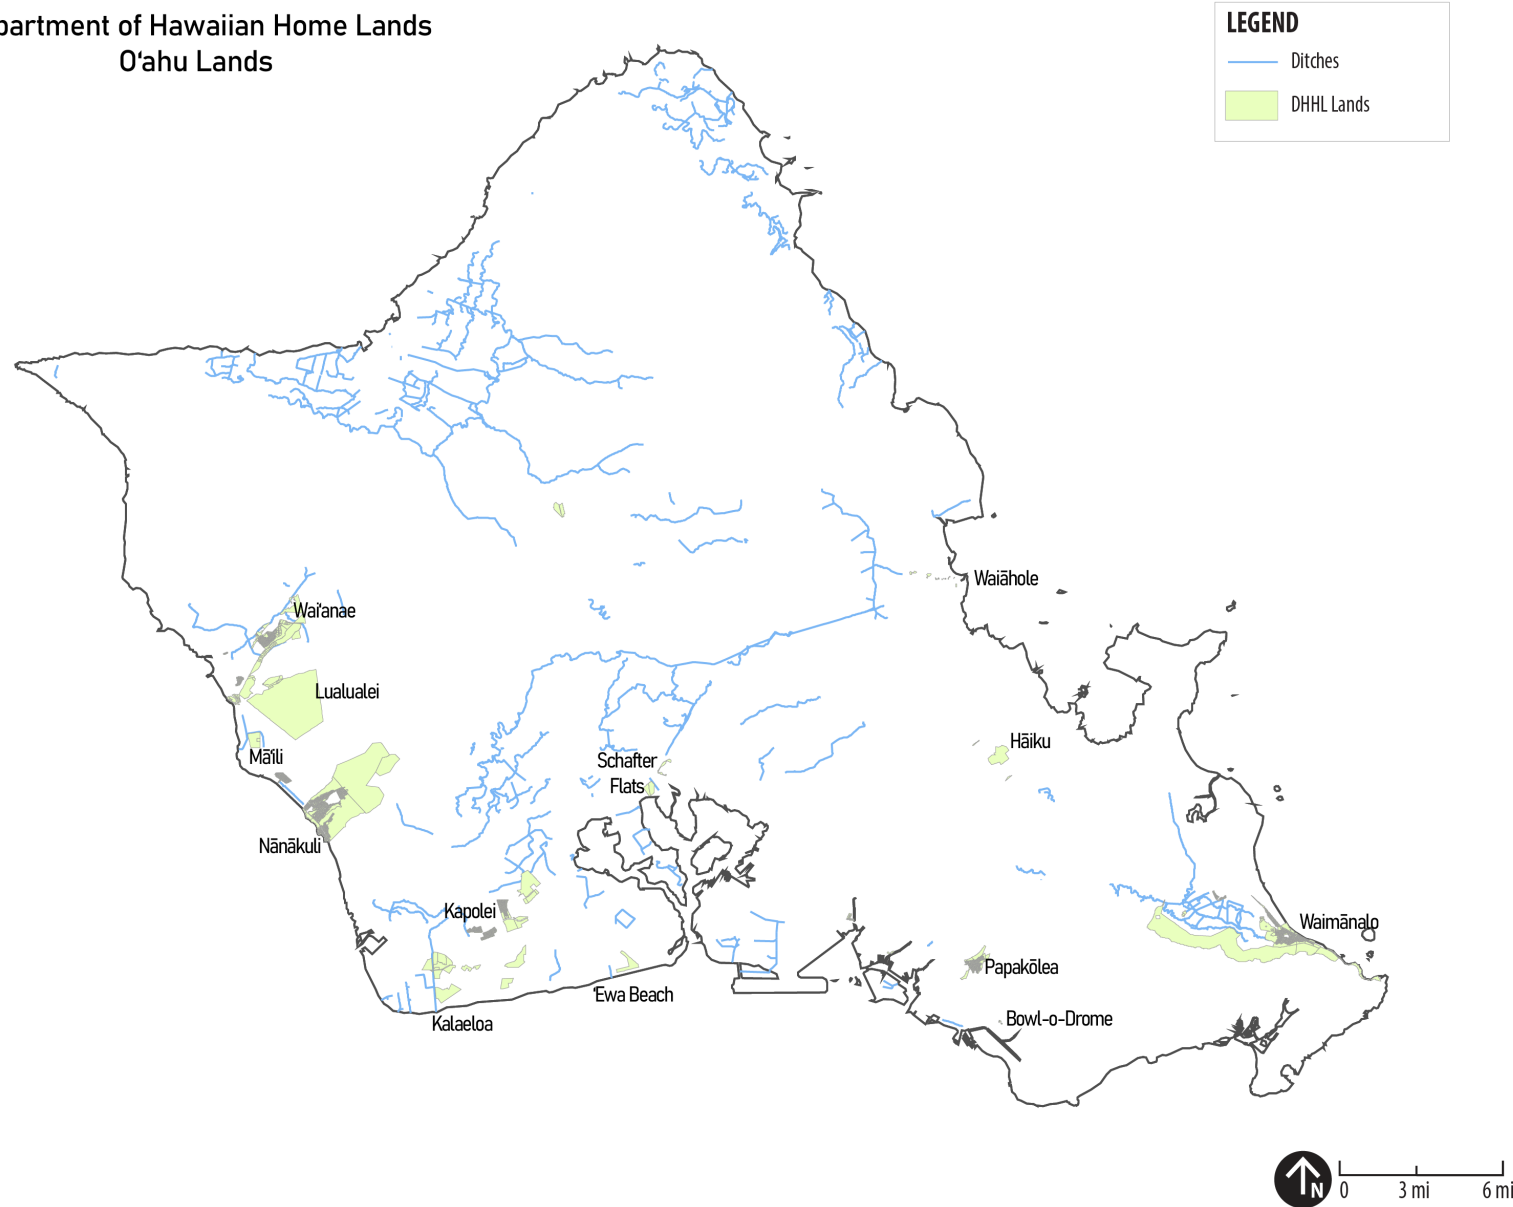 partment of Hawaiian Home Lands
Oʻahu Lands
LEGEND
Ditches
DHHL Lands
Waiāhole
Waiʻanae
Lualualei
Māʻili
Nānākuli
Schafter
Flats
Hāiku
Kapolei
Waimānalo
Papakōlea
ʻEwa Beach
Bowl-o-Drome
Kalaeloa
N
0 3 mi 6 mi